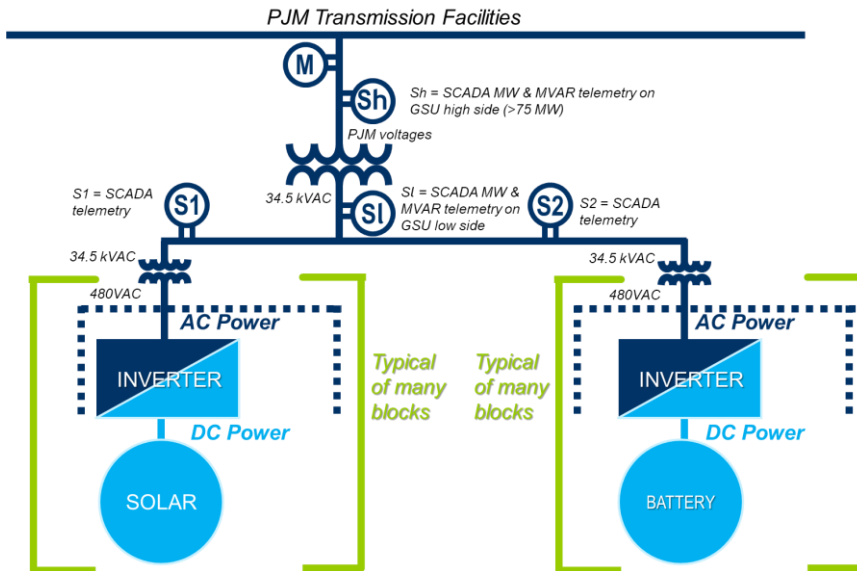 PJM Transmission Facilities
M
Sh
Sh = SCADA MW & MVAR telemetry on
GSU high side (>75 MW)
PJM voltages
34.5 kVAC
S1 = SCADA
telemetry
S1
Sl
Sl = SCADA MW &
MVAR telemetry on
GSU low side
S2
S2 = SCADA
telemetry
34.5 kVAC
480VAC
AC Power
INVERTER
DC Power
SOLAR
Typical
of many
blocks
Typical
of many
blocks
34.5 kVAC
480VAC
AC Power
INVERTER
DC Power
BATTERY